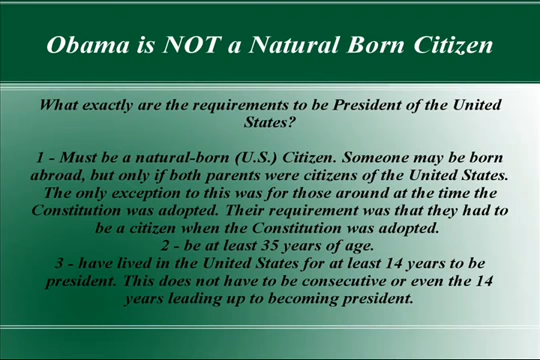 Obama is NOT a Natural Born Citizen
What exactly are the requirements to be President of the United
States?
1 - Must be a natural-born (U.S.) Citizen. Someone may be born
abroad, but only if both parents were citizens of the United States.
The only exception to this was for those around at the time the
Constitution was adopted. Their requirement was that they had to
be a citizen when the Constitution was adopted.
2 - be at least 35 years of age.
3 - have lived in the United States for at least 14 years to be
president. This does not have to be consecutive or even the 14
years leading up to becoming president.